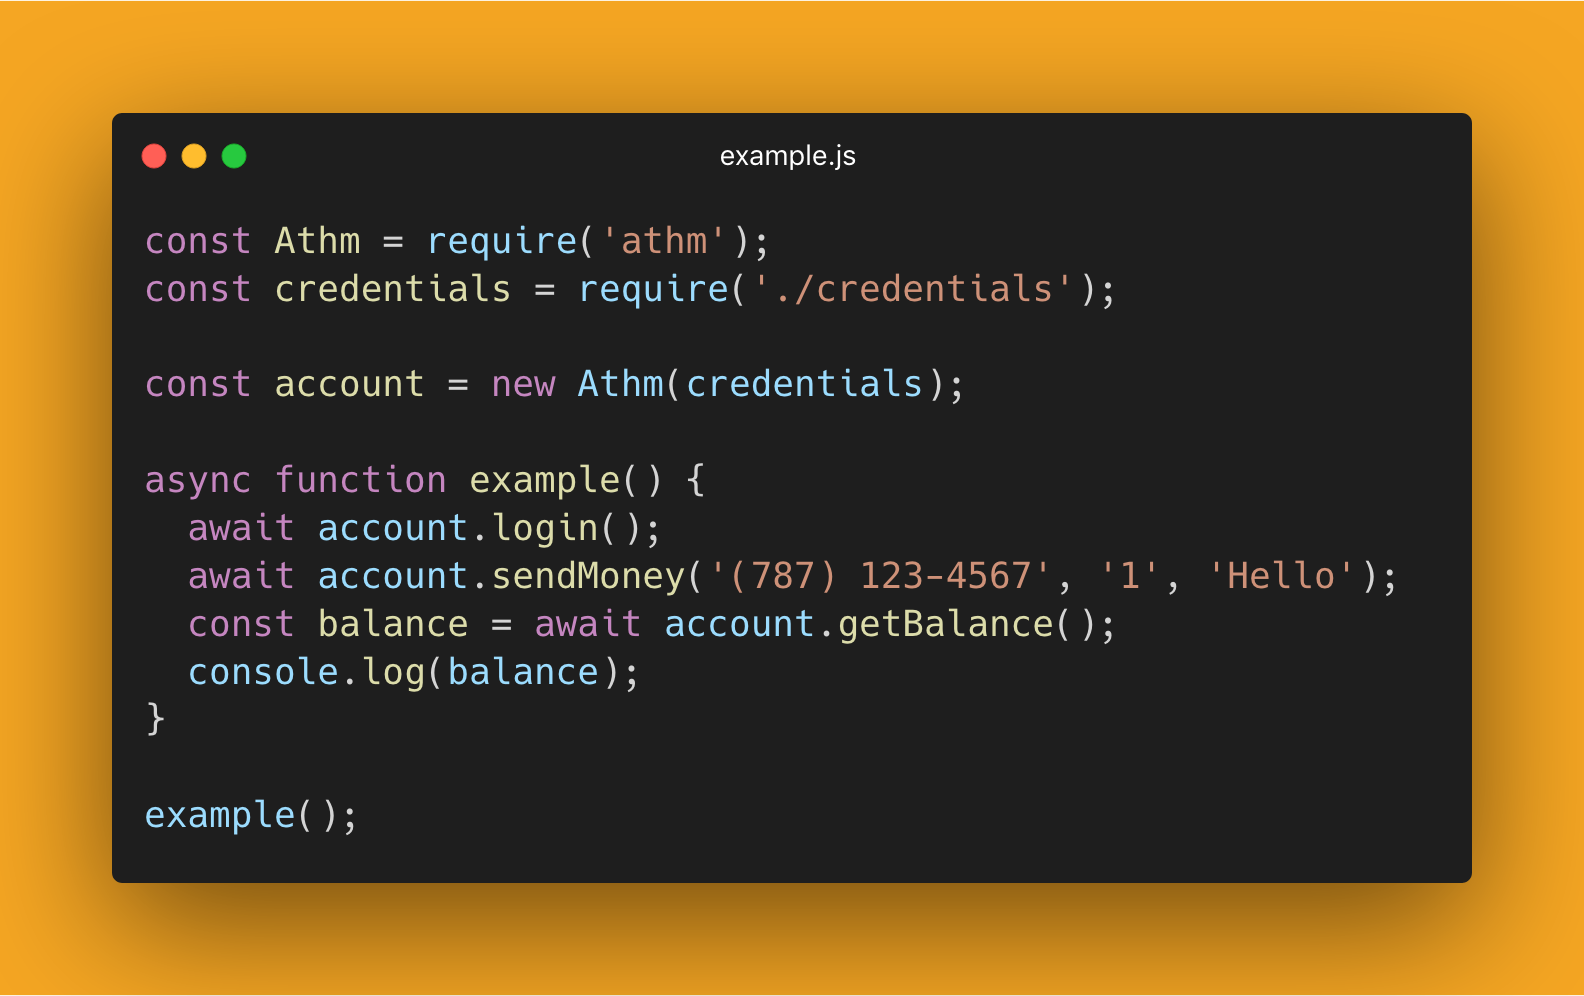 example.js
const Athm = require('athm');
const credentials = require('./credentials');
const account = new Athm(credentials);
async function example() {
  await account.login();
  await account.sendMoney('(787) 123-4567', '1', 'Hello');
  const balance = await account.getBalance();
  console.log(balance);
}
example();